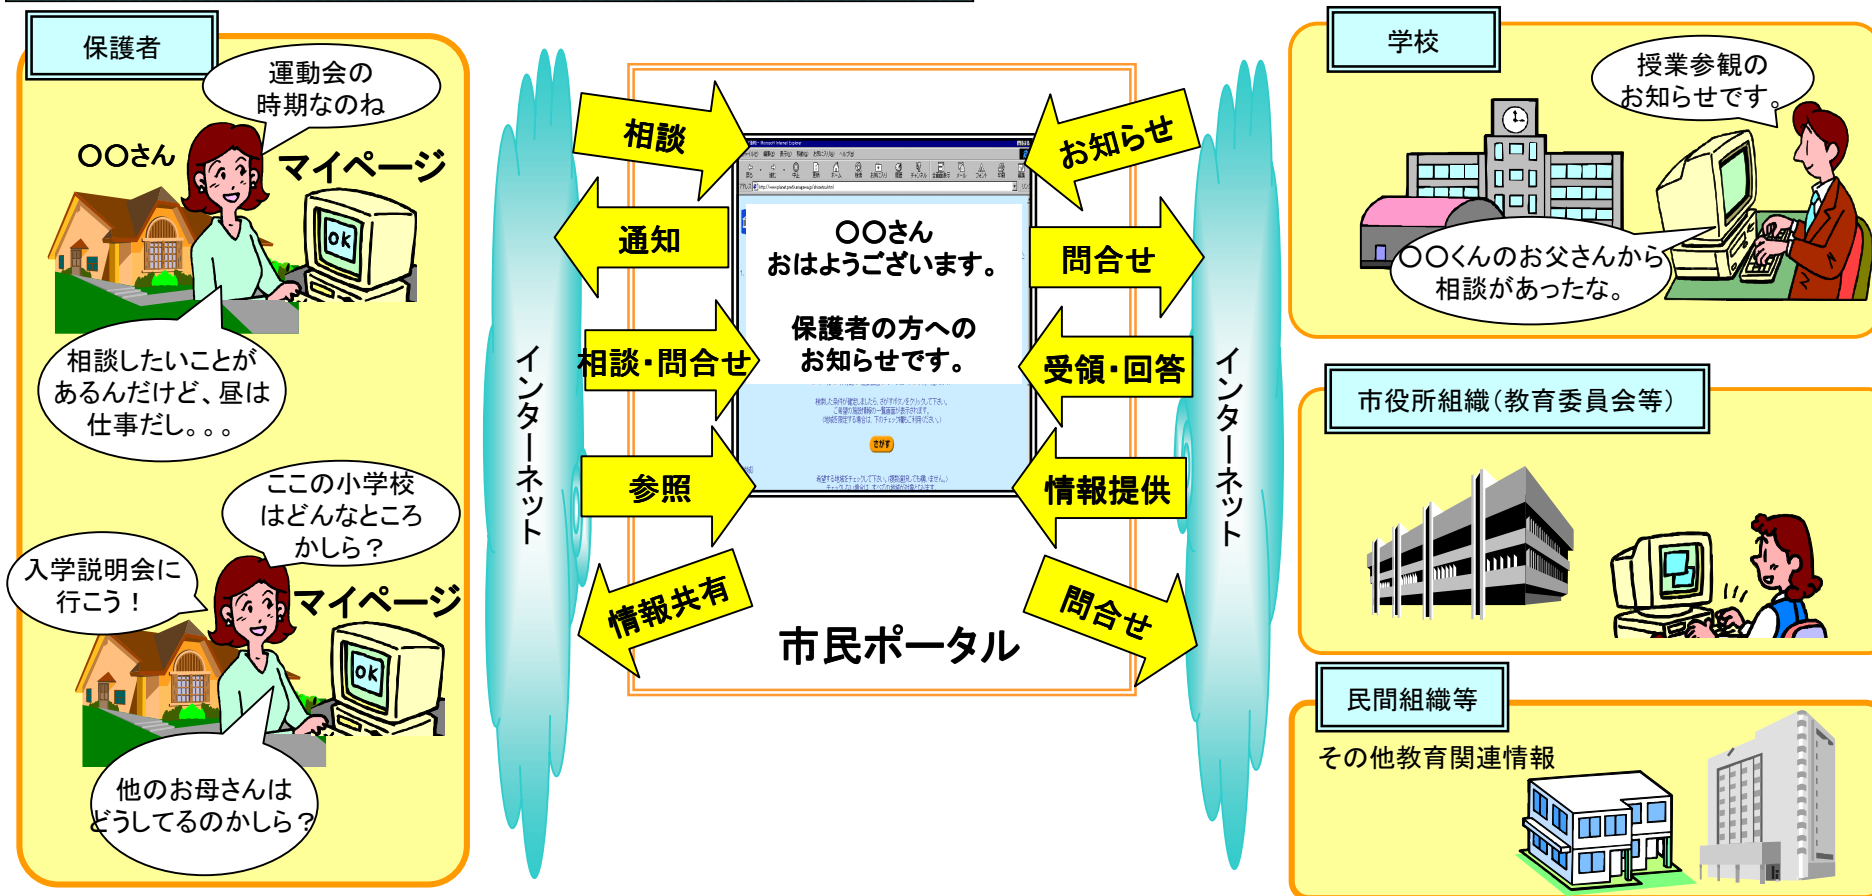 保護者
運動会の
時期なのね
〇〇さん
マイページ
OK
相談したいことが
あるんだけど、昼は
仕事だし。。。
ここの小学校
はどんなところ
かしら？
入学説明会に
行こう！
マイページ
OK
他のお母さんは
どうしてるのかしら？
インターネット
相談
通知
相談・問合せ
参照
情報共有
〇〇さん
おはようございます。
保護者の方への
お知らせです。
さがす
市民ポータル
お知らせ
問合せ
受領・回答
情報提供
問合せ
インターネット
学校
授業参観の
お知らせです。
〇〇くんのお父さんから
相談があったな。
市役所組織（教育委員会等）
民間組織等
その他教育関連情報